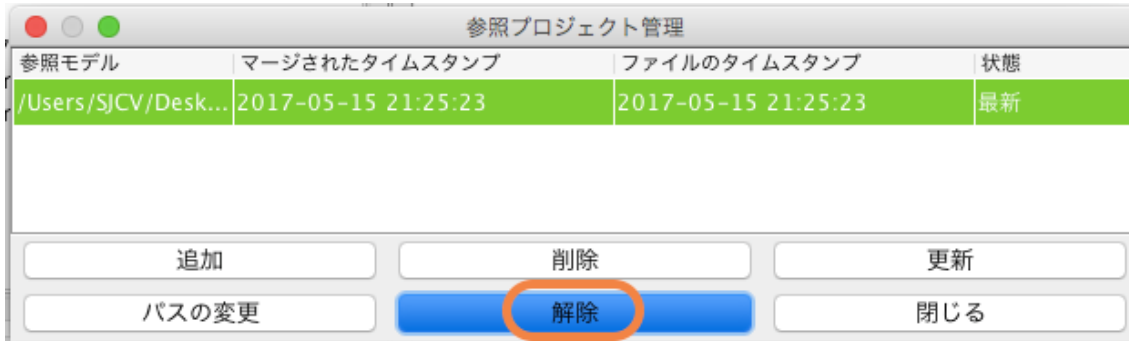 参照プロジェクト管理
参照モデル マージされたタイムスタンプ ファイルのタイムスタンプ 状態
/Users/SJCV/Desk... 2017-05-15 21:25:23 2017-05-15 21:25:23 最新
追加 削除 更新
パスの変更 解除 閉じる